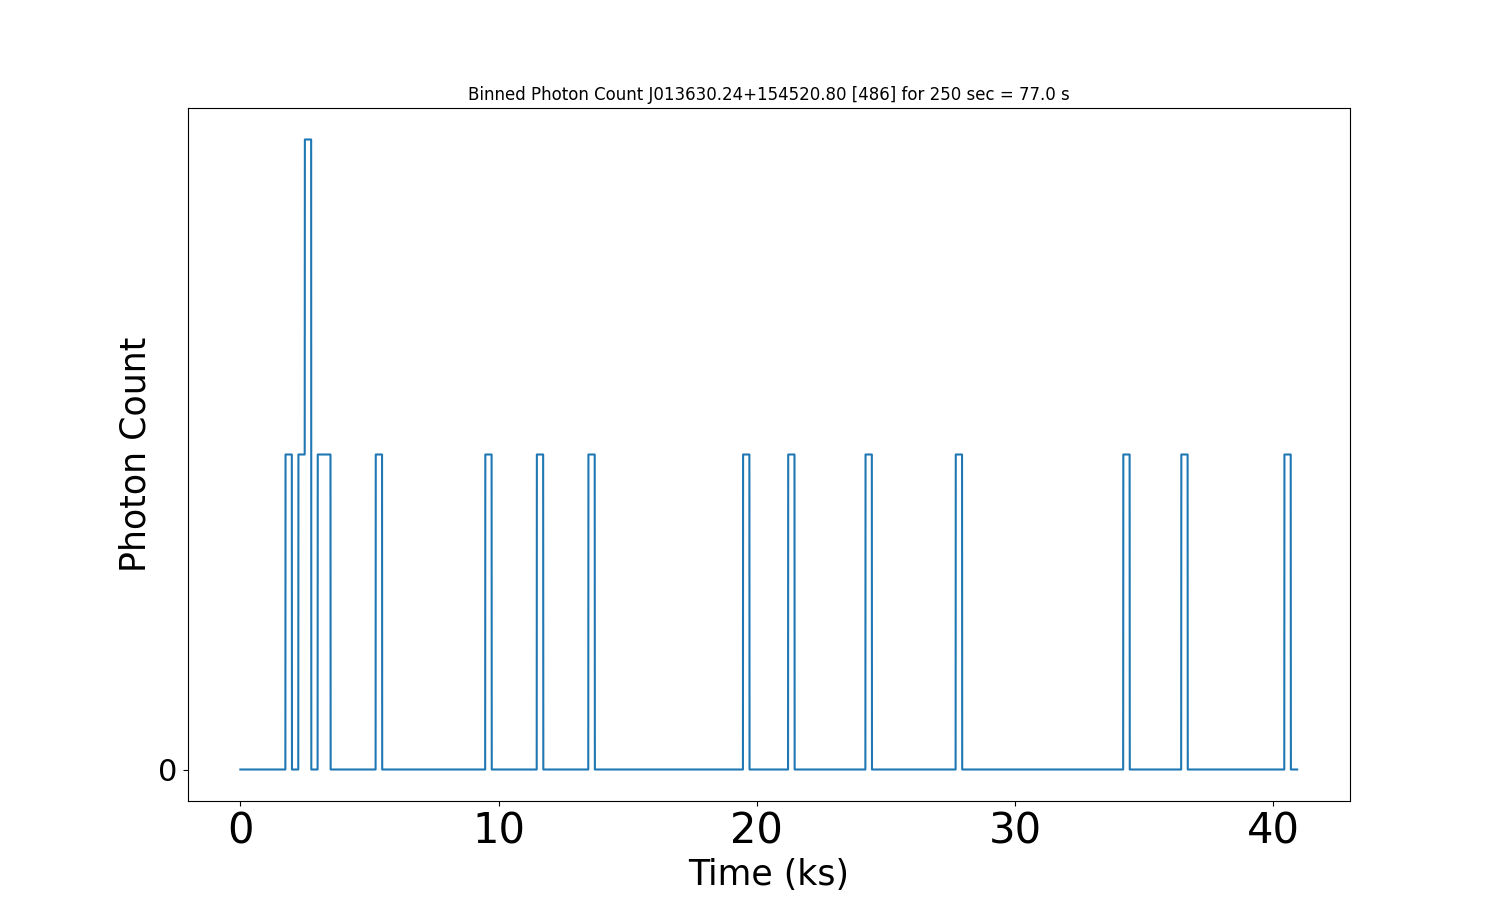 Binned Photon Count J013630.24+154520.80 [486] for 250 sec = 77.0 s
Photon Count
0
0 10 20 30 40
Time (ks)